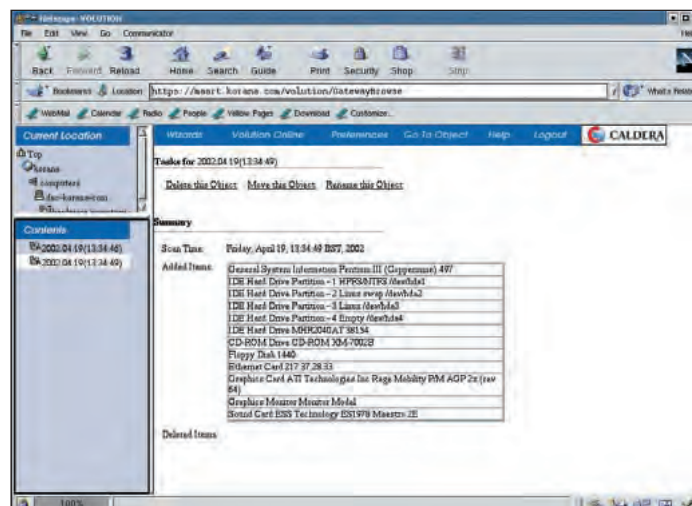 Netscape: VOLUTION
File Edit View Go Communicator Help
Back Forward Reload Home Search Guide Print Security Shop Stop
Bookmarks Location https://maart.korana.com/volution/GatewayBrowse What's Related
WebMail Calendar Radio People Yellow Pages Download Customize...
Current Location
Top
korana
computers
Wizards Volution Online Preferences Go To Object Help Logout CALDERA
Tasks for 2002.04.19(13:34:49)
Delete this Object Move this Object Rename this Object
Contents
2002.04.19(13:34:46)
2002.04.19(13:34:49)
Summary
Scan Time: Friday, April 19, 13:34:49 BST, 2002
Added Items:
General System Information Pentium III (Coppermine) 497
IDE Hard Drive Partition - 1 HPFS/NTFS /dev/hda1
IDE Hard Drive Partition - 2 Linux swap /dev/hda2
IDE Hard Drive Partition - 3 Linux /dev/hda3
IDE Hard Drive Partition - 4 Empty /dev/hda4
IDE Hard Drive MHR2040AT 38154
CD-ROM Drive CD-ROM XM-7002B
Floppy Disk 1440
Ethernet Card 217.37.28.33
Graphics Card ATI Technologies Inc Rage Mobility P/M AGP 2x (rev 64)
Graphics Monitor Monitor Model
Sound Card ESS Technology ES1978 Maestro 2E
Deleted Items:
100%